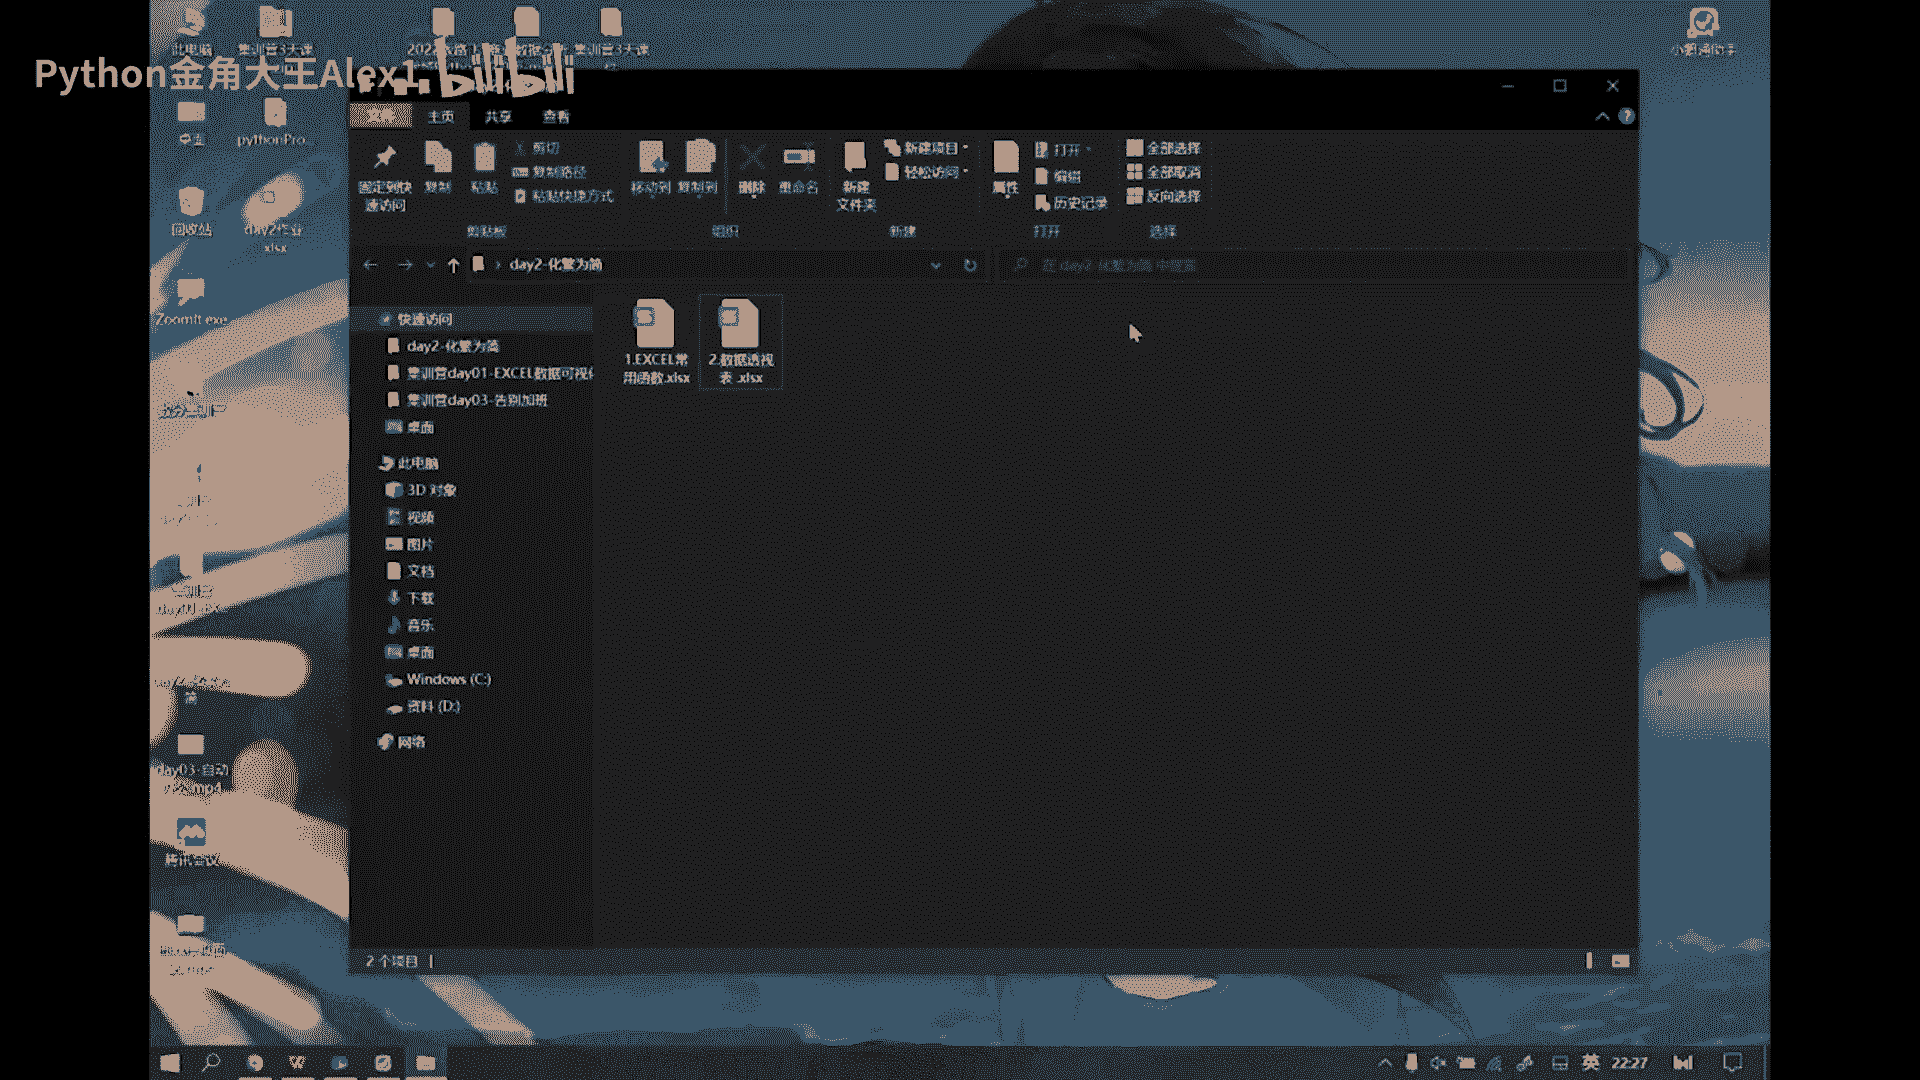 此电脑
集训营3天课
集训营3天课
小鹅通助手
Python金角大王Alex1
bilibili
文件
主页
共享
查看
pythonPro...
固定到快
速访问
复制
粘贴
剪切
复制路径
粘贴快捷方式
移动到
复制到
删除
重命名
新建
文件夹
新建项目
轻松访问
属性
打开
编辑
历史记录
全部选择
全部取消
反向选择
剪贴板
组织
新建
打开
选择
回收站
day2作业
.xlsx
day2-化繁为简
在 day2-化繁为简 中搜索
ZoomIt.exe
快速访问
day2-化繁为简
集训营day01-EXCEL数据可视化
集训营day03-告别加班
桌面
此电脑
3D 对象
视频
图片
文档
下载
音乐
桌面
Windows (C:)
资料 (D:)
网络
1.EXCEL常
用函数.xlsx
2.数据透视
表 .xlsx
day03-自动
腾讯会议
2 个项目
英
22:27